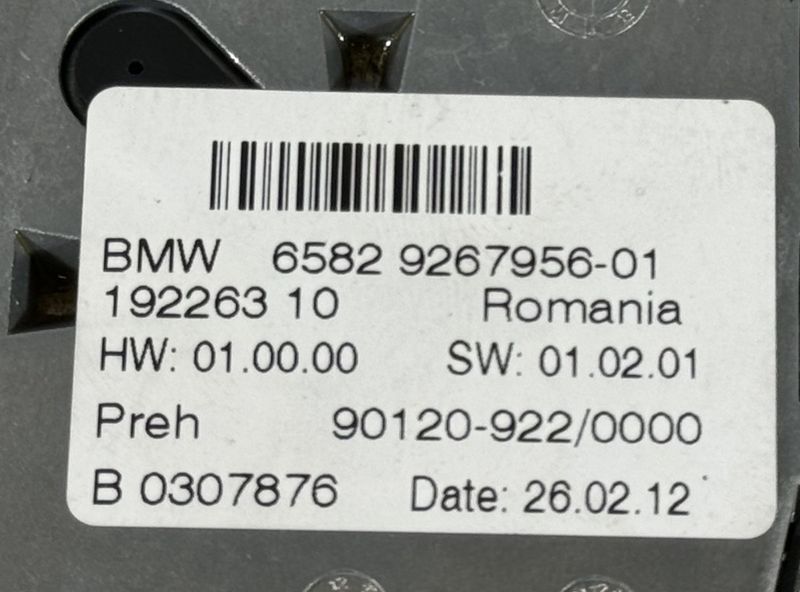 BMW 6582 9267956-01
192263 10 Romania
HW: 01.00.00 SW: 01.02.01
Preh 90120-922/0000
B 0307876 Date: 26.02.12